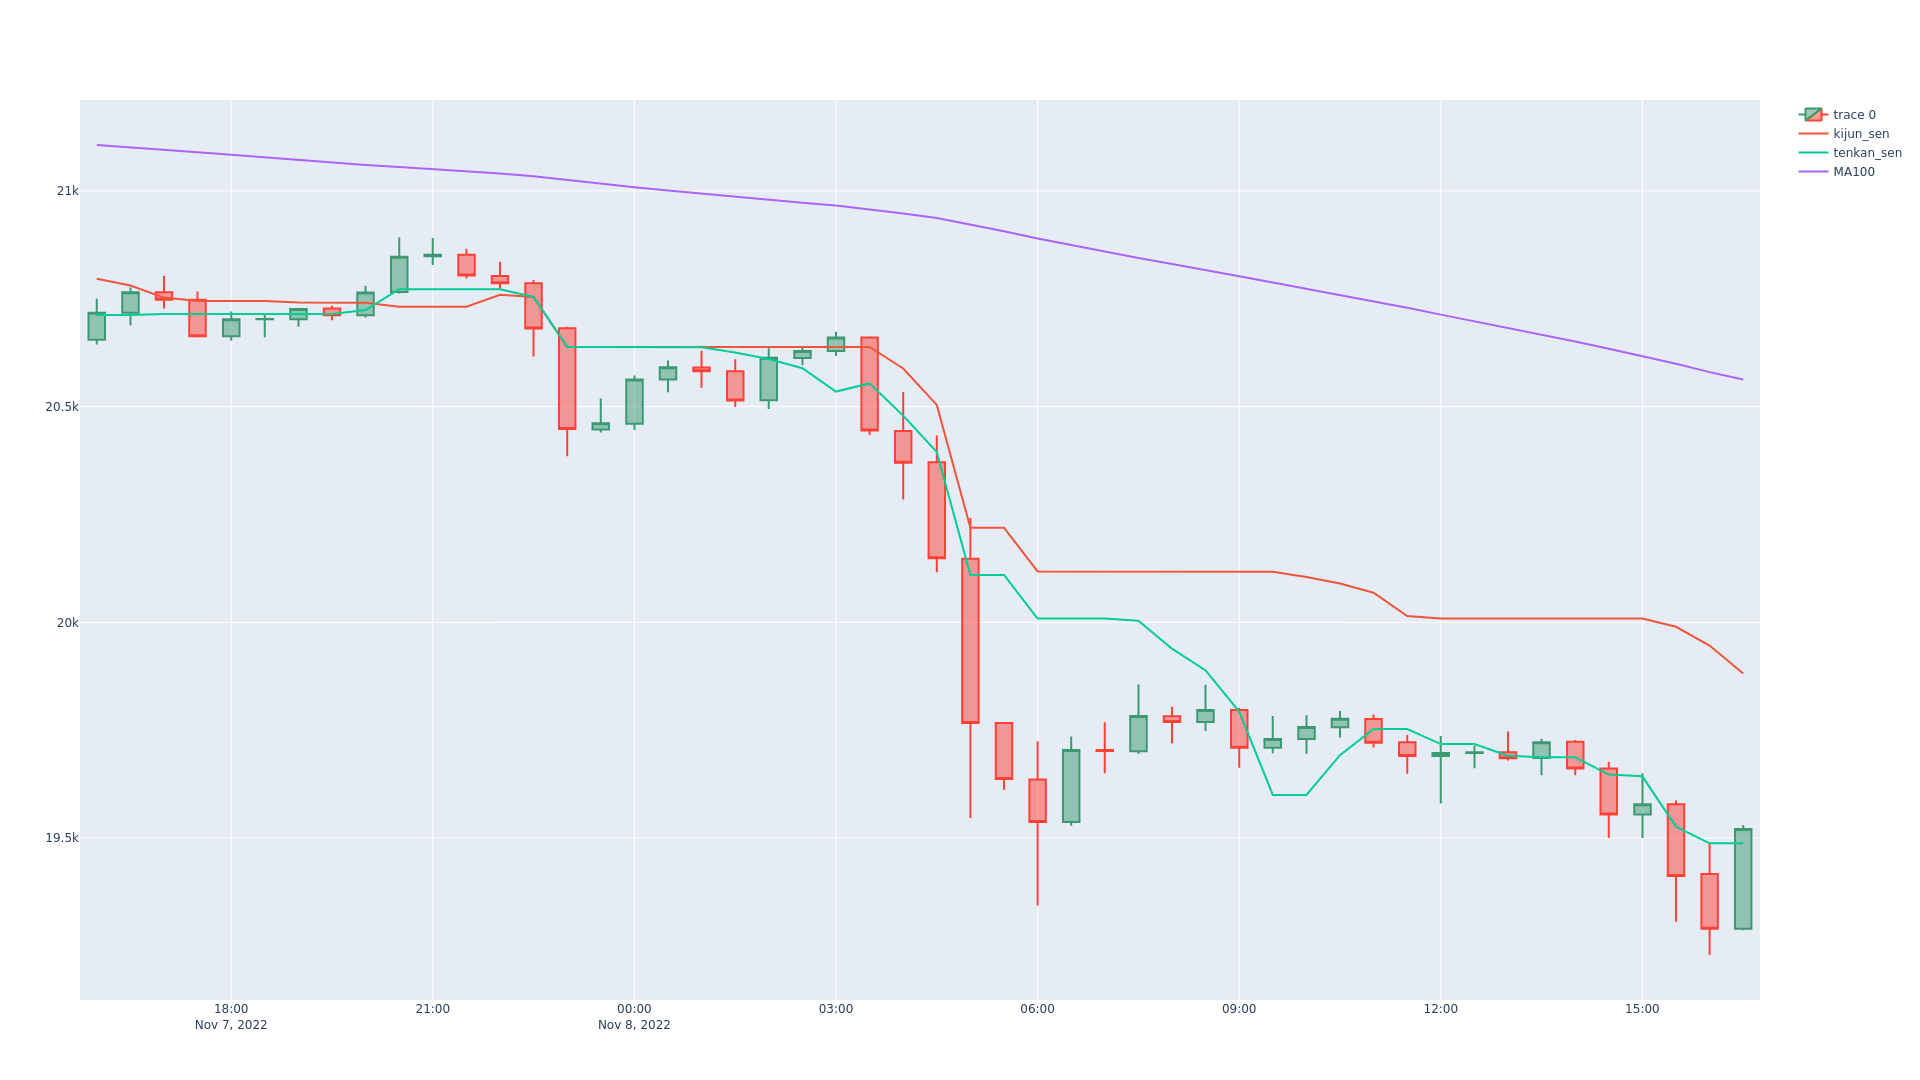 trace 0
kijun_sen
tenkan_sen
MA100
21k
20.5k
20k
19.5k
18:00 21:00 00:00 03:00 06:00 09:00 12:00 15:00
Nov 7, 2022 Nov 8, 2022